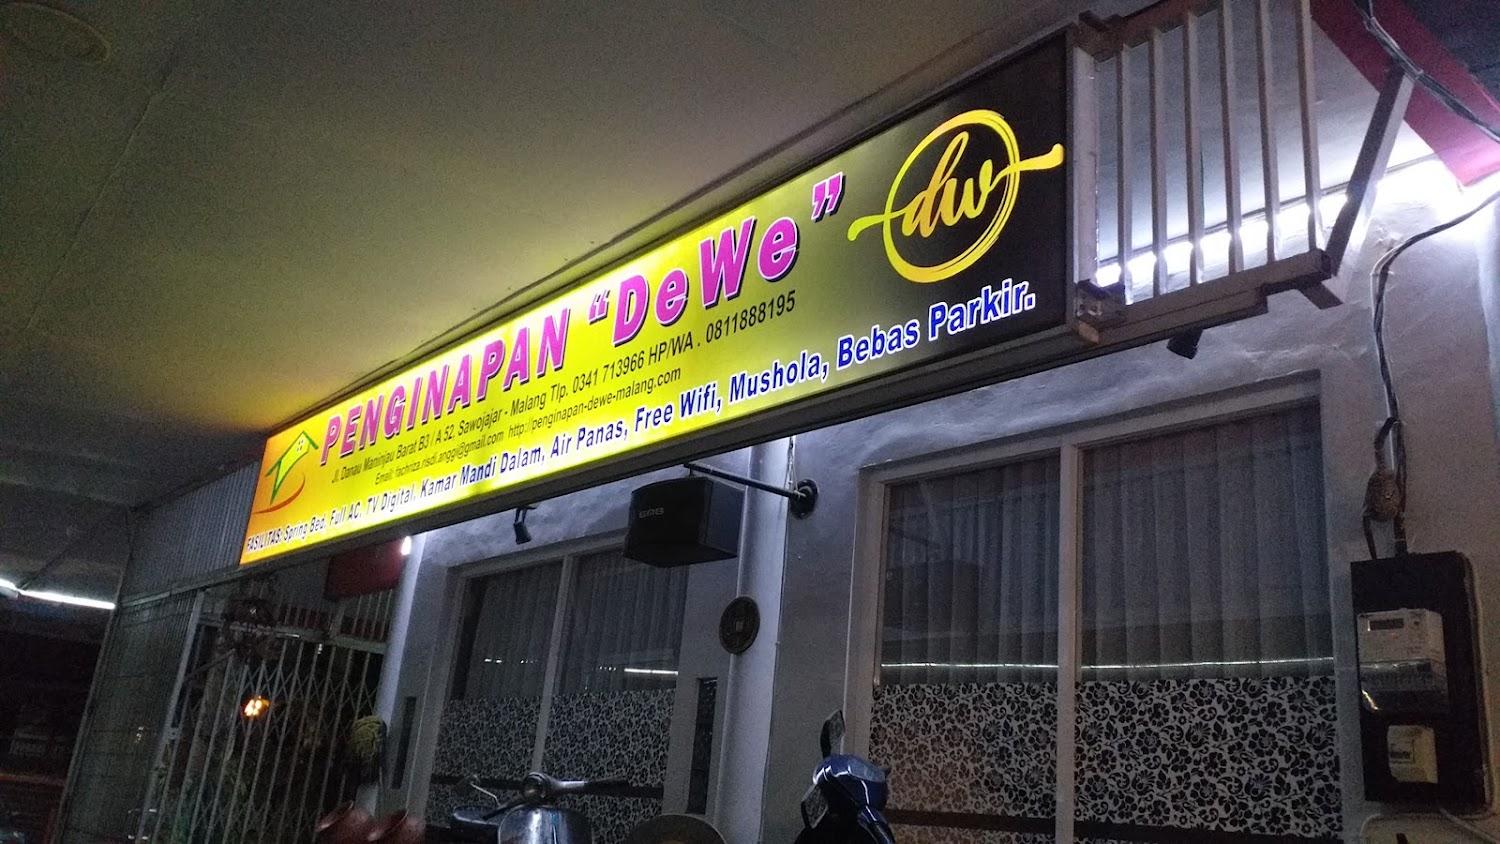 PENGINAPAN "DeWe"
dw
Jl. Danau Maninjau Barat B3 / A 52, Sawojajar - Malang Tlp. 0341 713966 HP/WA . 0811888195
Email: fachriza.risdi.anggi@gmail.com http://penginapan-dewe-malang.com
FASILITAS: Spring Bed, Full AC, TV Digital, Kamar Mandi Dalam, Air Panas, Free Wifi, Mushola, Bebas Parkir.